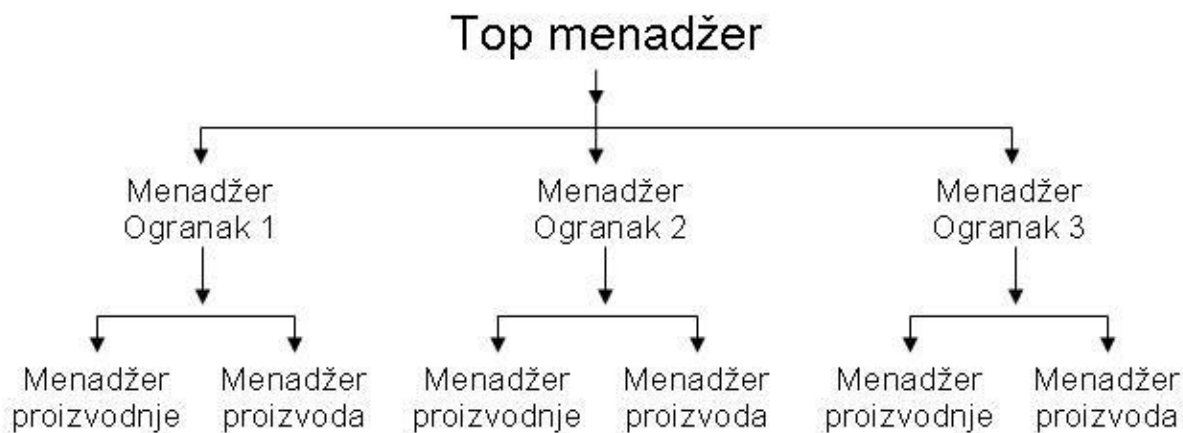 Top menadžer
Menadžer
Ogranak 1
Menadžer
Ogranak 2
Menadžer
Ogranak 3
Menadžer
proizvodnje
Menadžer
proizvoda
Menadžer
proizvodnje
Menadžer
proizvoda
Menadžer
proizvodnje
Menadžer
proizvoda